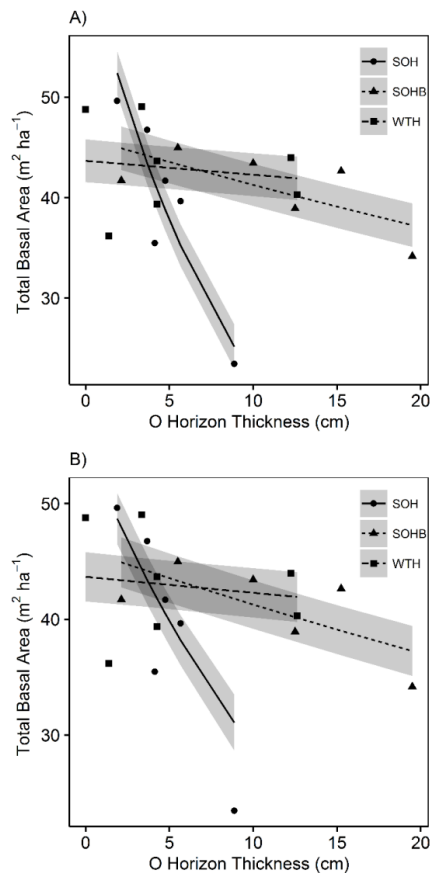 A)
SOH
SOHB
WTH
50
40
30
Total Basal Area (m² ha⁻¹)
0
5
10
15
20
O Horizon Thickness (cm)
B)
SOH
SOHB
WTH
50
40
30
Total Basal Area (m² ha⁻¹)
0
5
10
15
20
O Horizon Thickness (cm)